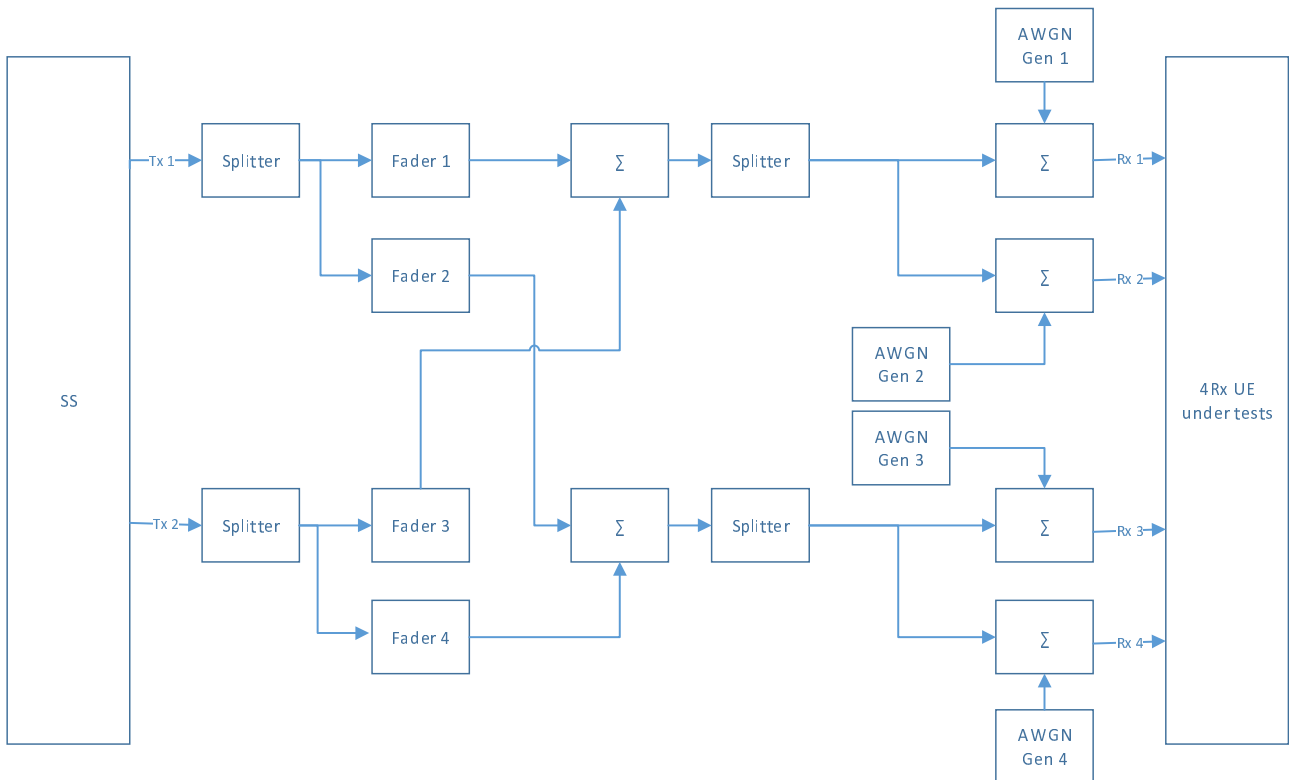 AWGN
Gen 1
Tx 1
Splitter
Fader 1
∑
Splitter
∑
Rx 1
Fader 2
∑
Rx 2
AWGN
Gen 2
SS
4Rx UE
under tests
AWGN
Gen 3
Tx 2
Splitter
Fader 3
∑
Splitter
∑
Rx 3
Fader 4
∑
Rx 4
AWGN
Gen 4